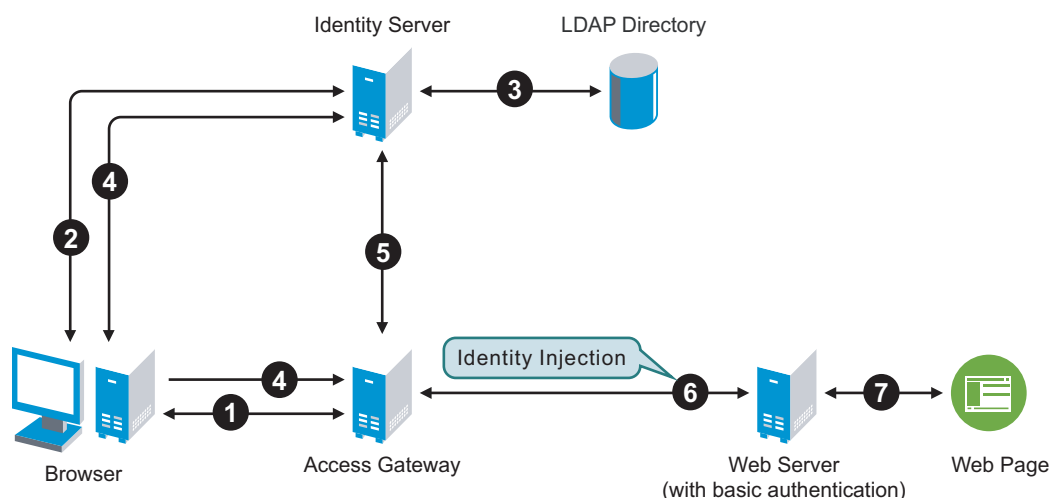 Identity Server
LDAP Directory
3
4
2
5
Identity Injection
4
1
6
7
Browser
Access Gateway
Web Server
(with basic authentication)
Web Page